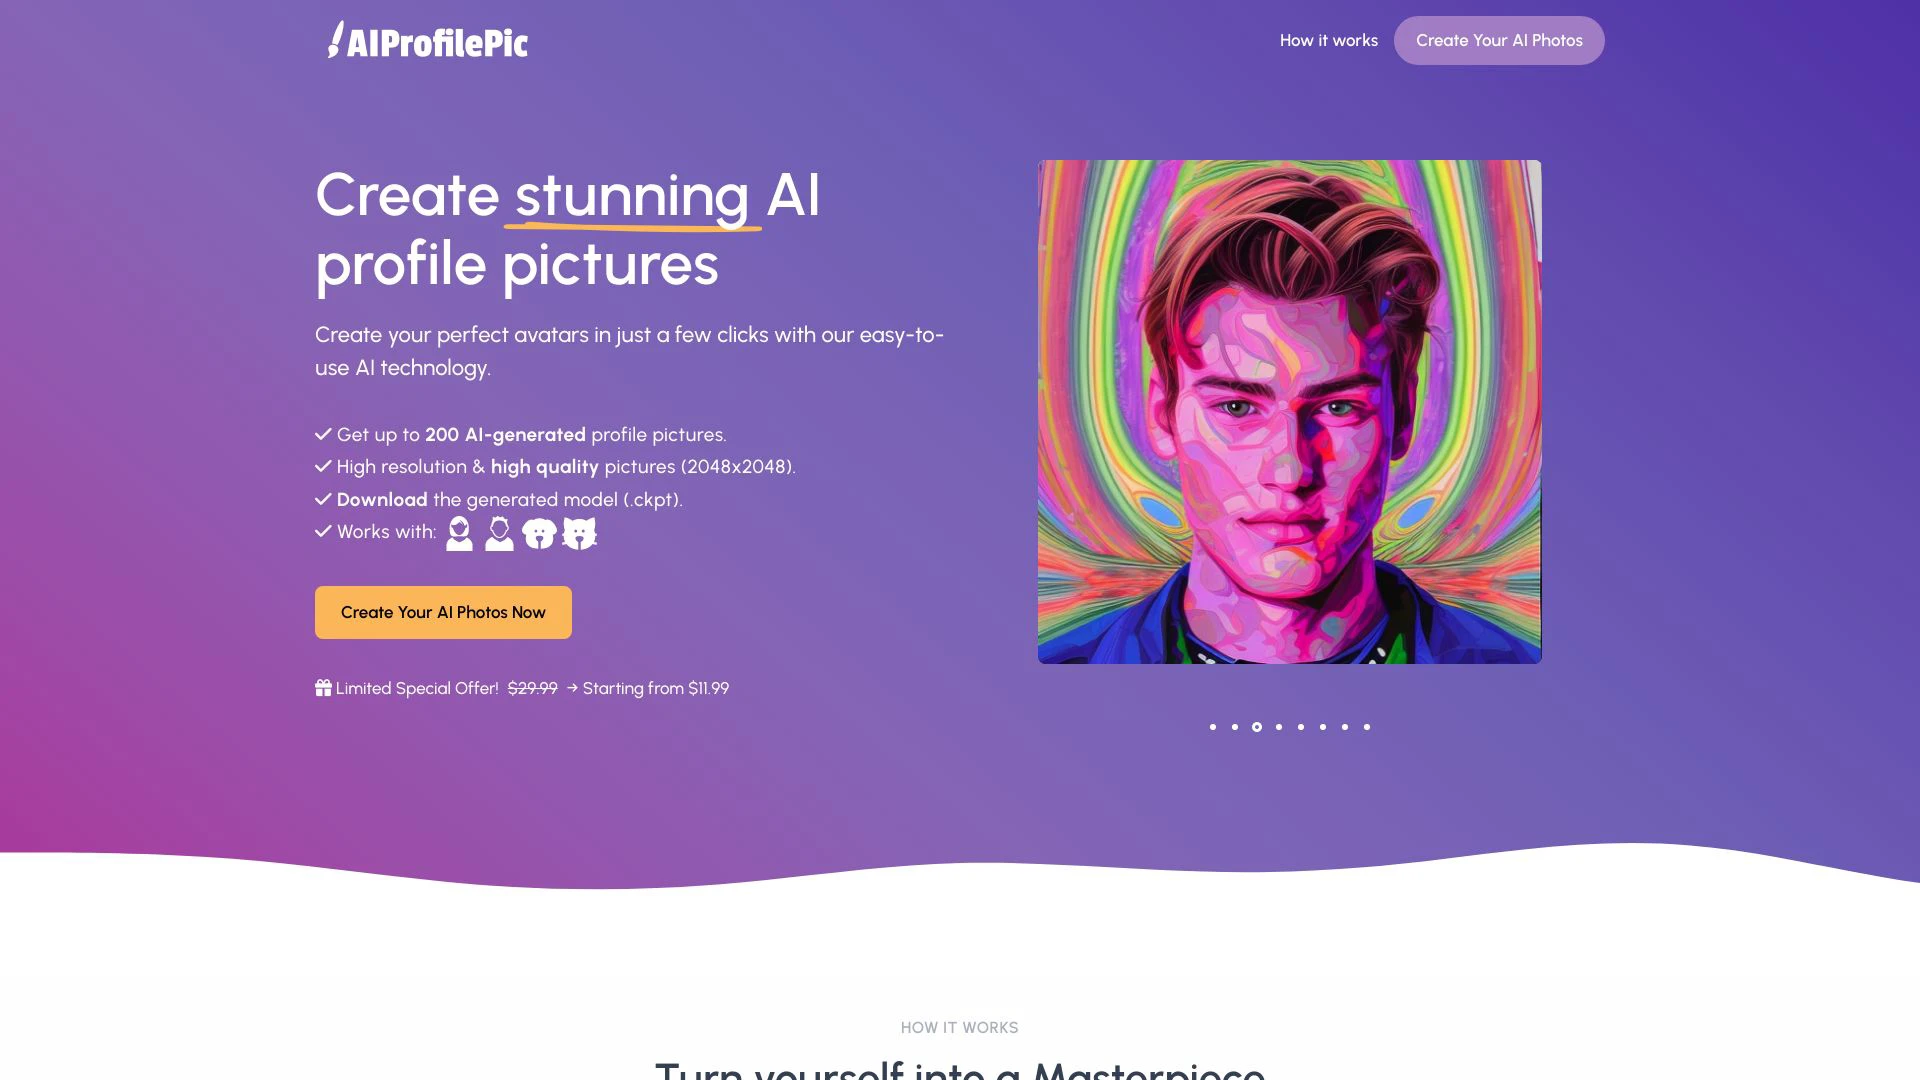 AIProfilePic
How it works
Create Your AI Photos
Create stunning AI
profile pictures
Create your perfect avatars in just a few clicks with our easy-to-
use AI technology.
Get up to 200 AI-generated profile pictures.
High resolution & high quality pictures (2048x2048).
Download the generated model (.ckpt).
Works with:
Create Your AI Photos Now
Limited Special Offer! $29.99 → Starting from $11.99
HOW IT WORKS
Turn yourself into a Masterpiece